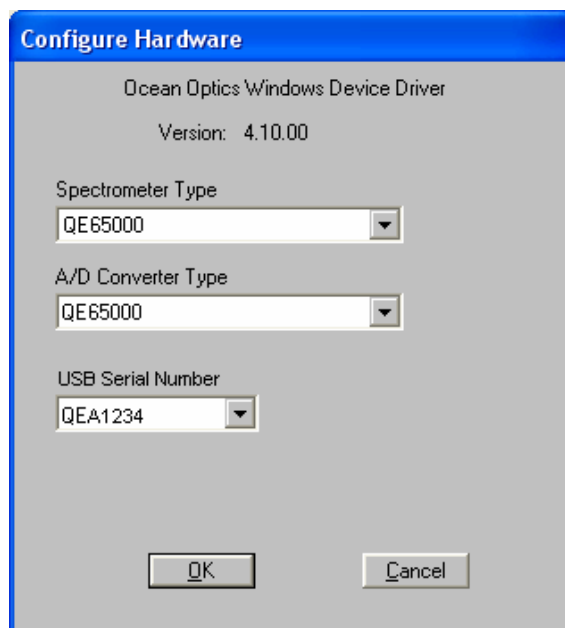 Configure Hardware
Ocean Optics Windows Device Driver
Version: 4.10.00
Spectrometer Type
QE65000
A/D Converter Type
QE65000
USB Serial Number
QEA1234
OK Cancel